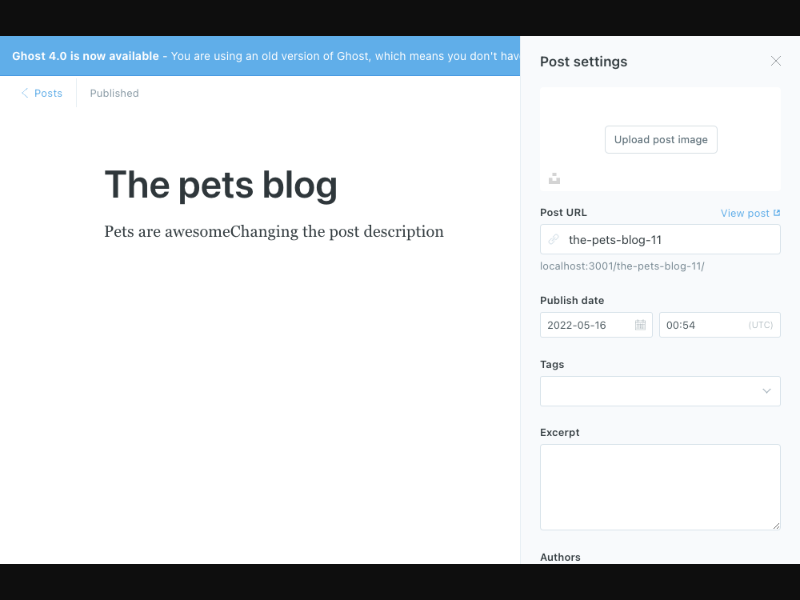 Ghost 4.0 is now available - You are using an old version of Ghost, which means you don't hav
Posts
Published
The pets blog
Pets are awesomeChanging the post description
Post settings
Upload post image
Post URL
View post
the-pets-blog-11
localhost:3001/the-pets-blog-11/
Publish date
2022-05-16
00:54
(UTC)
Tags
Excerpt
Authors